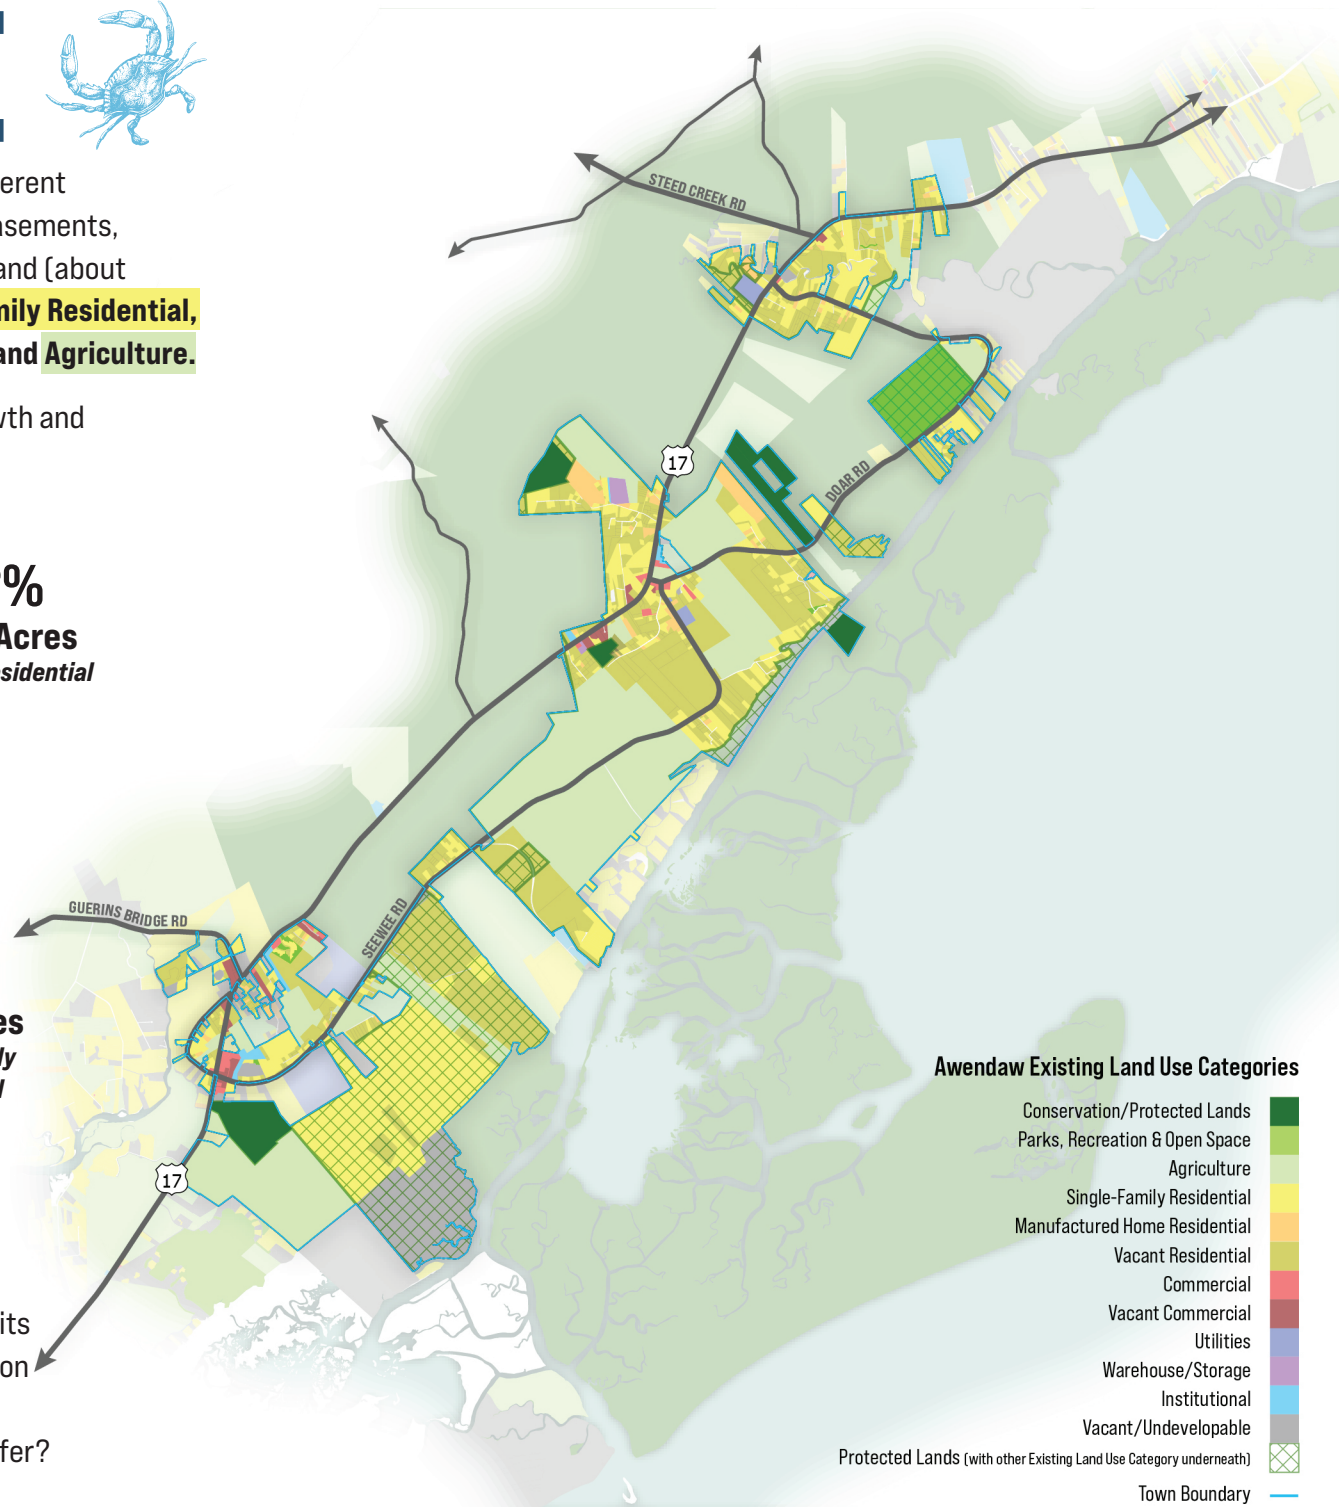 erent
asements,
and (about
mily Residential,
and Agriculture.
wth and
%
Acres
sidential
es
ly
its
on
fer?
STEED CREEK RD
17
DOAR RD
GUERINS BRIDGE RD
SEEWEE RD
17
Awendaw Existing Land Use Categories
Conservation/Protected Lands
Parks, Recreation & Open Space
Agriculture
Single-Family Residential
Manufactured Home Residential
Vacant Residential
Commercial
Vacant Commercial
Utilities
Warehouse/Storage
Institutional
Vacant/Undevelopable
Protected Lands (with other Existing Land Use Category underneath)
Town Boundary